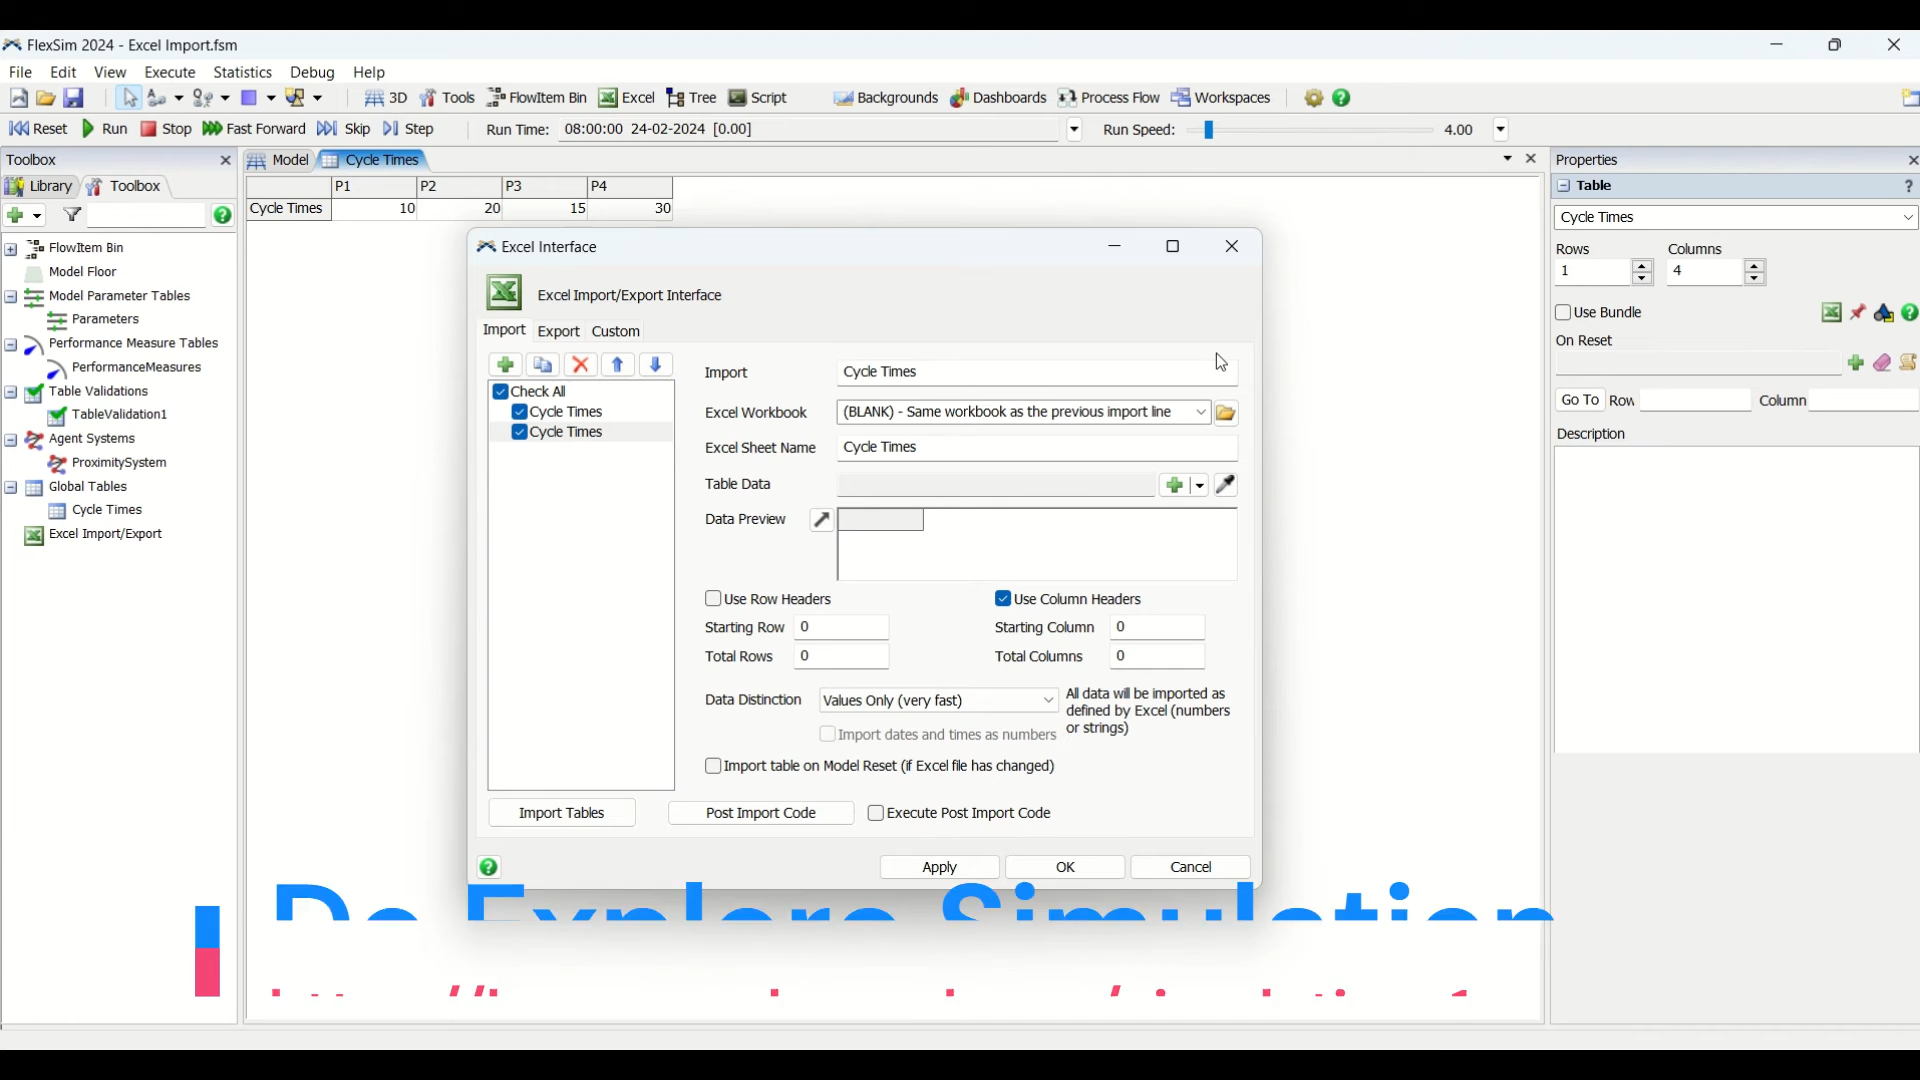 FlexSim 2024 - Excel Import.fsm
File Edit View Execute Statistics Debug Help
3D Tools FlowItem Bin Excel Tree Script Backgrounds Dashboards Process Flow Workspaces
Reset Run Stop Fast Forward Skip Step Run Time: 08:00:00 24-02-2024 [0.00] Run Speed: 4.00
Toolbox
Library Toolbox
FlowItem Bin
Model Floor
Model Parameter Tables
Parameters
Performance Measure Tables
PerformanceMeasures
Table Validations
TableValidation1
Agent Systems
ProximitySystem
Global Tables
Cycle Times
Excel Import/Export
Model Cycle Times
P1 P2 P3 P4
Cycle Times 10 20 15 30
Excel Interface
Excel Import/Export Interface
Import Export Custom
Check All
Cycle Times
Cycle Times
Import Cycle Times
Excel Workbook (BLANK) - Same workbook as the previous import line
Excel Sheet Name Cycle Times
Table Data
Data Preview
Use Row Headers Use Column Headers
Starting Row 0 Starting Column 0
Total Rows 0 Total Columns 0
Data Distinction Values Only (very fast)
All data will be imported as
defined by Excel (numbers
or strings)
Import dates and times as numbers
Import table on Model Reset (if Excel file has changed)
Import Tables Post Import Code Execute Post Import Code
Apply OK Cancel
Properties
Table ?
Cycle Times
Rows Columns
1 4
Use Bundle
On Reset
Go To Row Column
Description
Do Explore Simulation